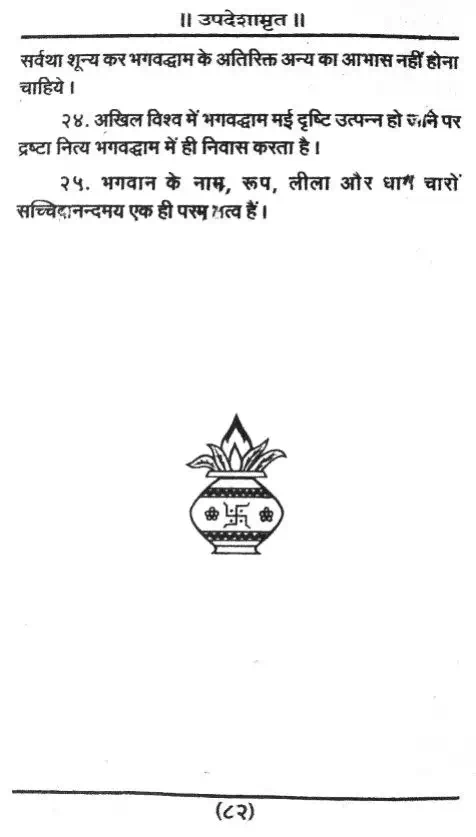 ॥ उपदेशामृत ॥
सर्वथा शून्य कर भगवद्धाम के अतिरिक्त अन्य का आभास नहीं होना
चाहिये ।
२४. अखिल विश्व में भगवद्धाम मई दृष्टि उत्पन्न हो जाने पर
द्रष्टा नित्य भगवद्धाम में ही निवास करता है ।
२५. भगवान के नाम, रूप, लीला और धाम चारों
सच्चिदानन्दमय एक ही परम तत्व हैं ।
(८२)